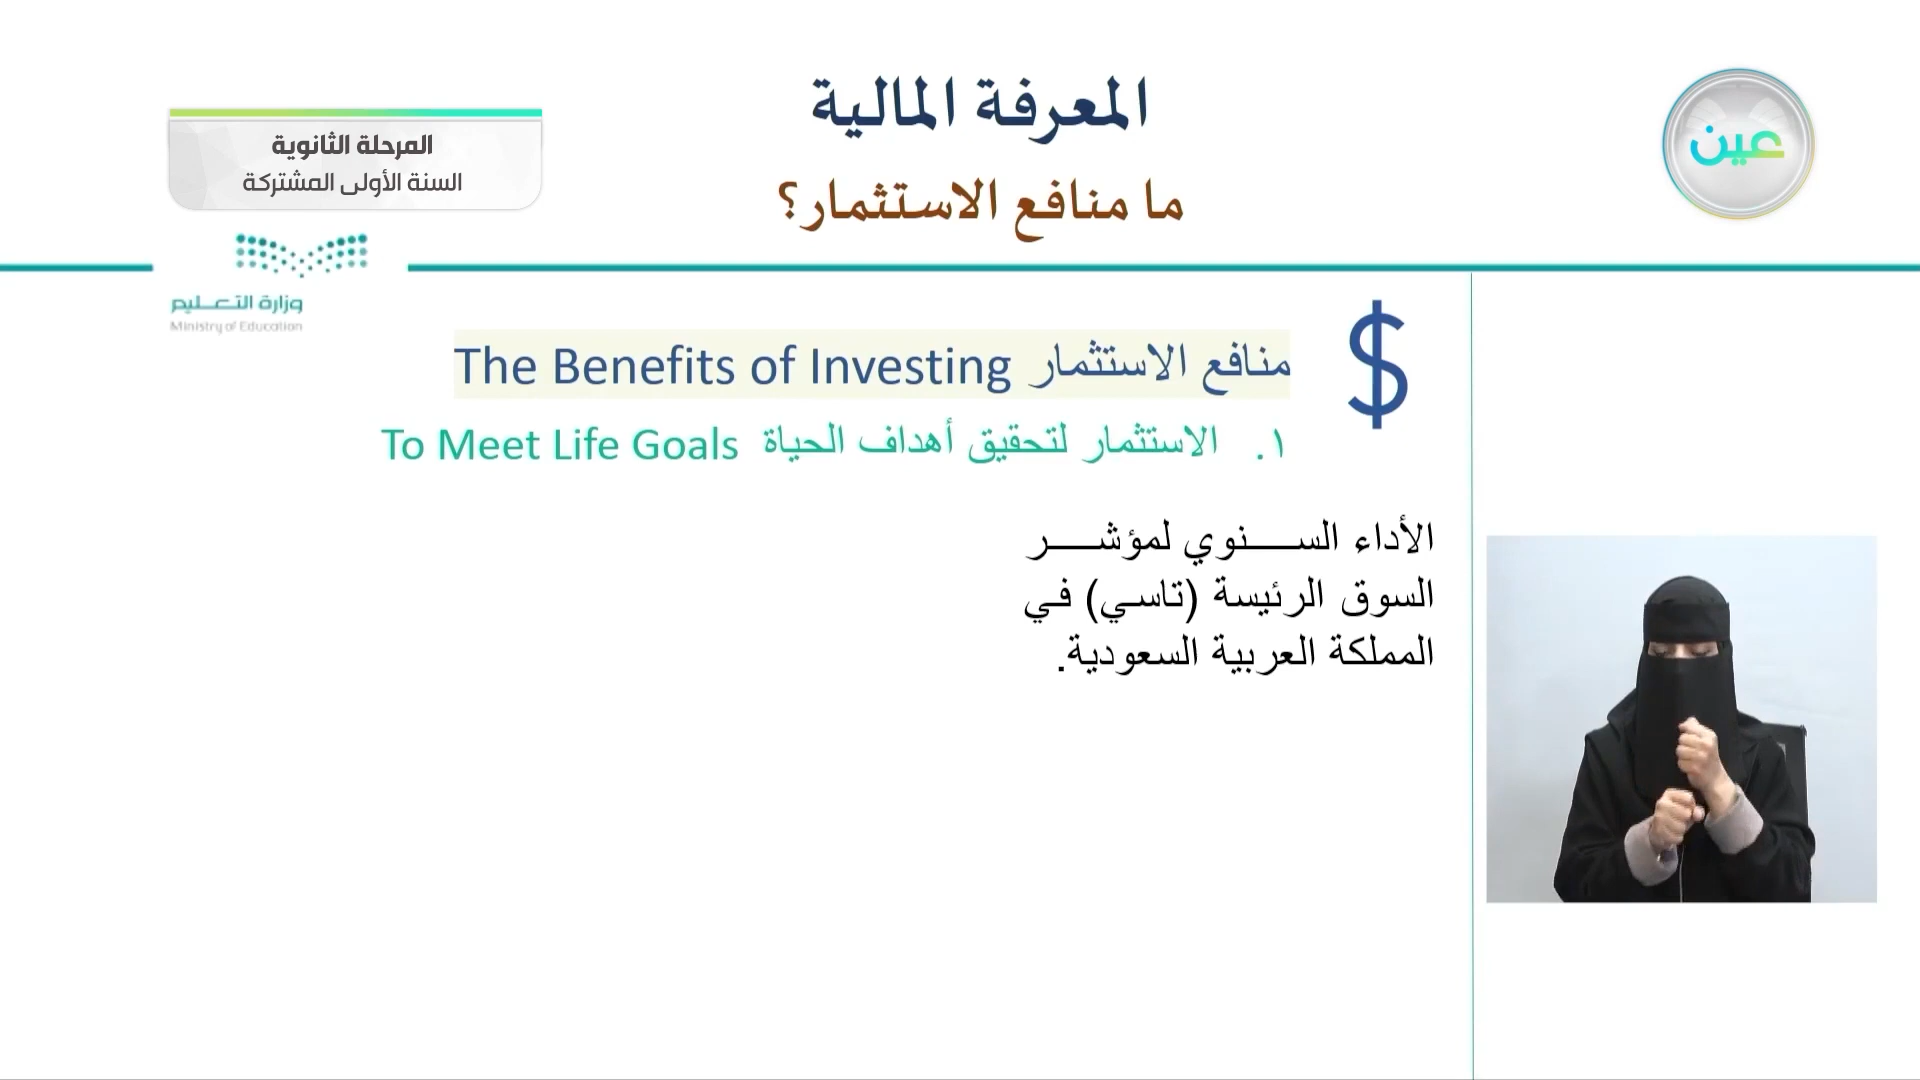 المعرفة المالية
ما منافع الاستثمار؟
عين
المرحلة الثانوية
السنة الأولى المشتركة
وزارة التعليم
Ministry of Education
$
منافع الاستثمار The Benefits of Investing
١. الاستثمار لتحقيق أهداف الحياة To Meet Life Goals
الأداء السنوي لمؤشر
السوق الرئيسة (تاسي) في
المملكة العربية السعودية.